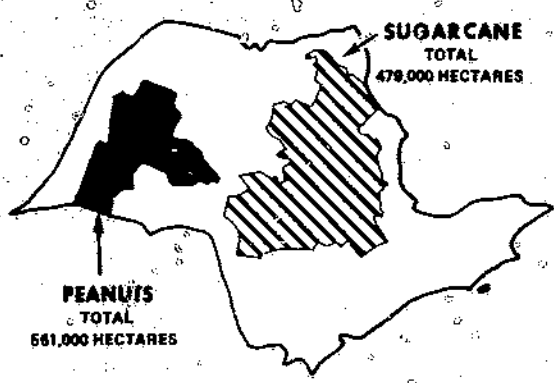 SUGARCANE
TOTAL
479,000 HECTARES
PEANUTS
TOTAL
561,000 HECTARES